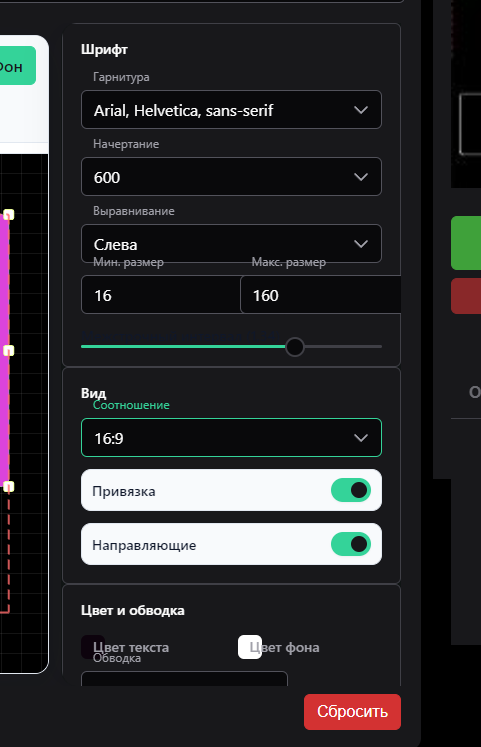 Фон
Шрифт
Гарнитура
Arial, Helvetica, sans-serif
Начертание
600
Выравнивание
Слева
Мин. размер Макс. размер
16 160
Вид
Соотношение
16:9
Привязка
Направляющие
Цвет и обводка
Цвет текста Цвет фона
Обводка
Сбросить